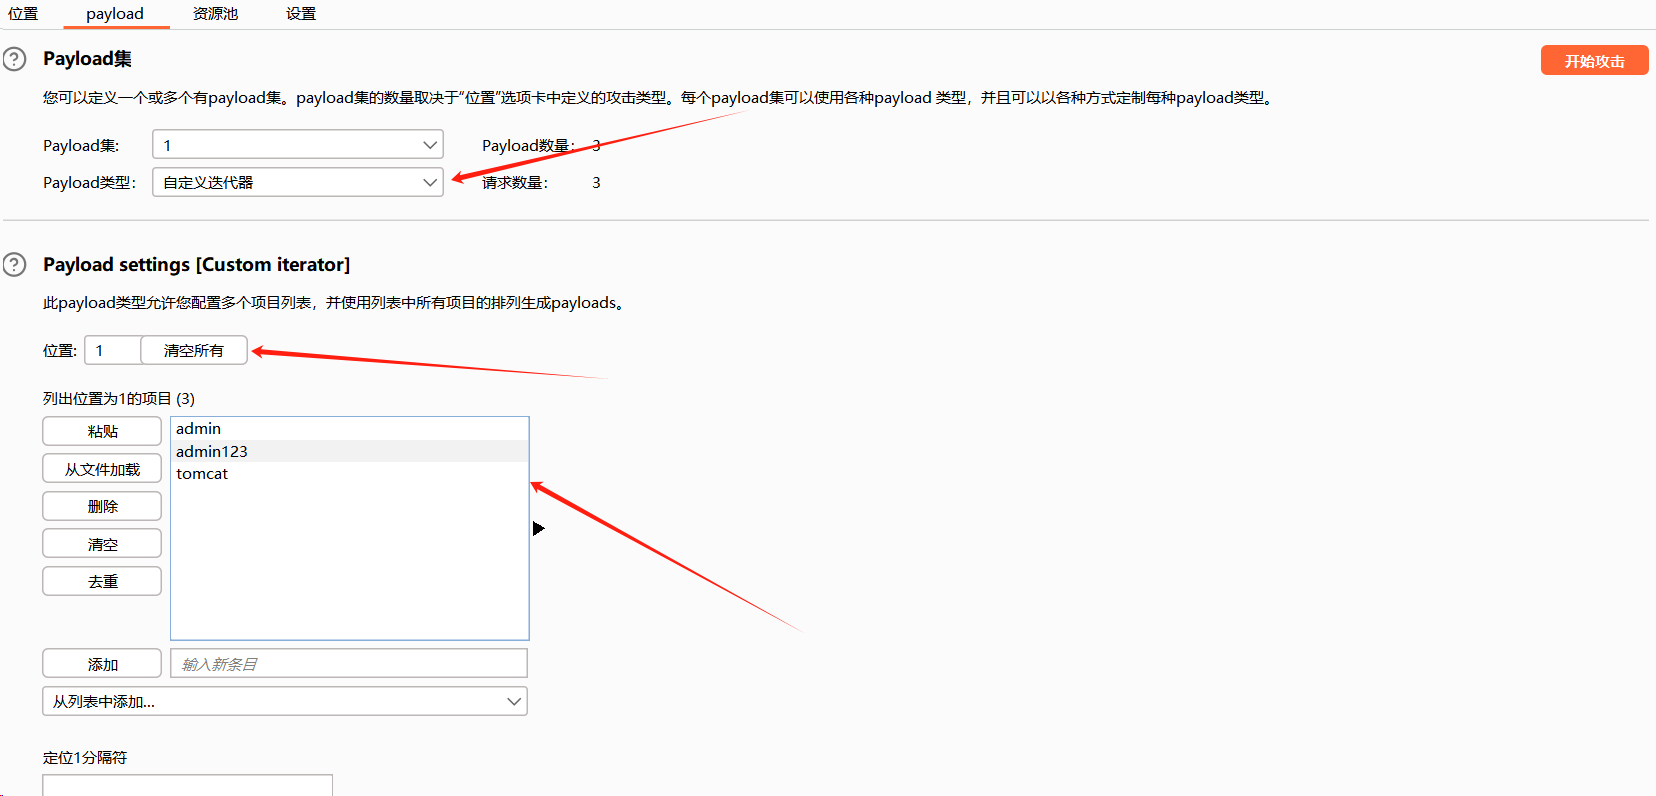 位置 payload 资源池 设置
Payload集
开始攻击
您可以定义一个或多个有payload集。payload集的数量取决于“位置”选项卡中定义的攻击类型。每个payload集可以使用各种payload 类型，并且可以以各种方式定制每种payload类型。
Payload集: 1 Payload数量: 3
Payload类型: 自定义迭代器 请求数量: 3
Payload settings [Custom iterator]
此payload类型允许您配置多个项目列表，并使用列表中所有项目的排列生成payloads。
位置: 1 清空所有
列出位置为1的项目 (3)
粘贴
从文件加载
删除
清空
去重
admin
admin123
tomcat
添加 输入新条目
从列表中添加...
定位1分隔符